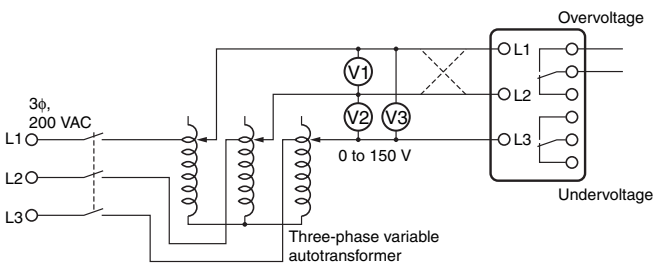 Overvoltage
L1
V1
3ϕ,
200 VAC
L2
V2
V3
L1
L3
0 to 150 V
L2
Undervoltage
L3
Three-phase variable
autotransformer